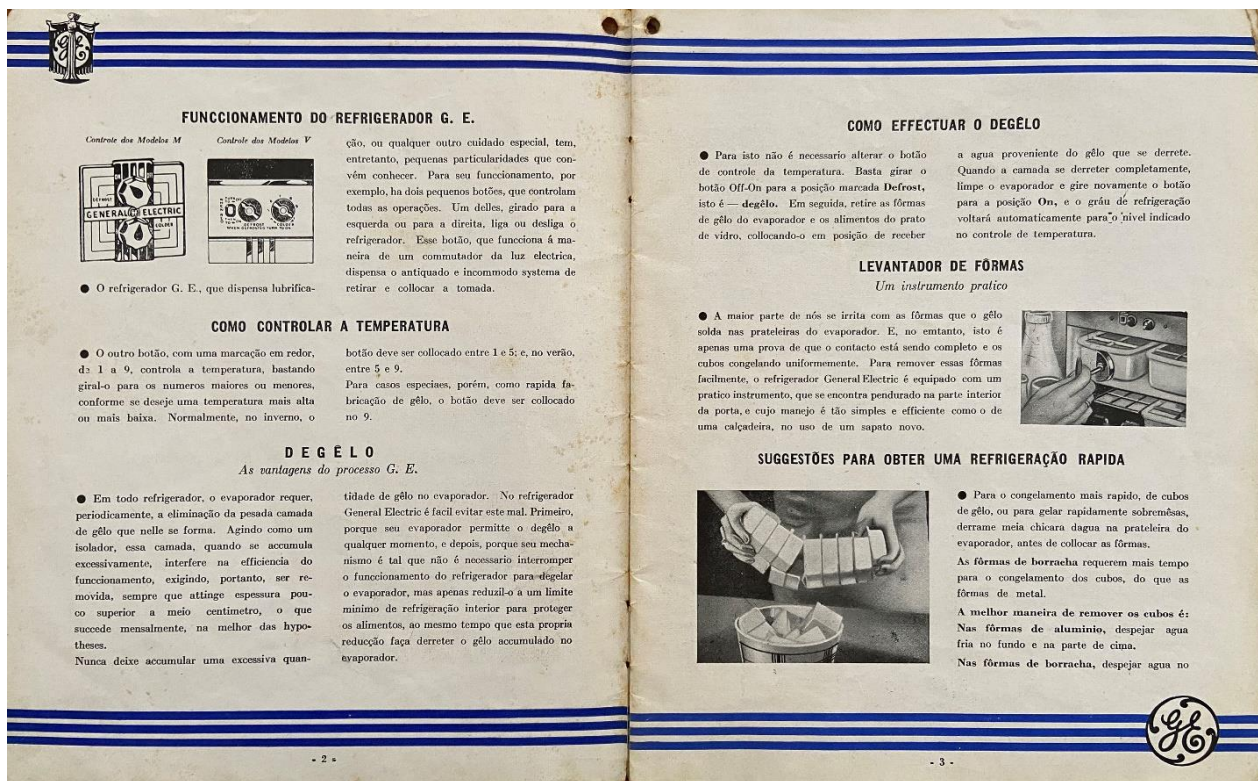 FUNCCIONAMENTO DO REFRIGERADOR G. E.
Controle dos Modelos M
Controle dos Modelos V
DEFROST
GENERAL ELECTRIC
COLDER
DEFROST
COLDER
● O refrigerador G. E., que dispensa lubrifica-
ção, ou qualquer outro cuidado especial, tem,
entretanto, pequenas particularidades que con-
vém conhecer. Para seu funccionamento, por
exemplo, ha dois pequenos botões, que controlam
todas as operações. Um delles, girado para a
esquerda ou para a direita, liga ou desliga o
refrigerador. Esse botão, que funcciona á ma-
neira de um commutador da luz electrica,
dispensa o antiquado e incommodo systema de
retirar e collocar a tomada.
COMO CONTROLAR A TEMPERATURA
● O outro botão, com uma marcação em redor,
de 1 a 9, controla a temperatura, bastando
giral-o para os numeros maiores ou menores,
conforme se deseje uma temperatura mais alta
ou mais baixa. Normalmente, no inverno, o
botão deve ser collocado entre 1 e 5; e, no verão,
entre 5 e 9.
Para casos especiaes, porém, como rapida fa-
bricação de gêlo, o botão deve ser collocado
no 9.
DEGÊLO
As vantagens do processo G. E.
● Em todo refrigerador, o evaporador requer,
periodicamente, a eliminação da pesada camada
de gêlo que nelle se forma. Agindo como um
isolador, essa camada, quando se accumula
excessivamente, interfere na efficiencia do
funccionamento, exigindo, portanto, ser re-
movida, sempre que attinge espessura pou-
co superior a meio centimetro, o que
succede mensalmente, na melhor das hypo-
theses.
Nunca deixe accumular uma excessiva quan-
tidade de gêlo no evaporador. No refrigerador
General Electric é facil evitar este mal. Primeiro,
porque seu evaporador permitte o degêlo a
qualquer momento, e depois, porque seu mecha-
nismo é tal que não é necessario interromper
o funccionamento do refrigerador para degelar
o evaporador, mas apenas reduzil-o a um limite
minimo de refrigeração interior para proteger
os alimentos, ao mesmo tempo que esta propria
reducção faça derreter o gêlo accumulado no
evaporador.
- 2 -
COMO EFFECTUAR O DEGÊLO
● Para isto não é necessario alterar o botão
de controle da temperatura. Basta girar o
botão Off-On para a posição marcada Defrost,
isto é — degêlo. Em seguida, retire as fôrmas
de gêlo do evaporador e os alimentos do prato
de vidro, collocando-o em posição de receber
a agua proveniente do gêlo que se derrete.
Quando a camada se derreter completamente,
limpe o evaporador e gire novamente o botão
para a posição On, e o gráu de refrigeração
voltará automaticamente para o nivel indicado
no controle de temperatura.
LEVANTADOR DE FÔRMAS
Um instrumento pratico
● A maior parte de nós se irrita com as fôrmas que o gêlo
solda nas prateleiras do evaporador. E, no emtanto, isto é
apenas uma prova de que o contacto está sendo completo e os
cubos congelando uniformemente. Para remover essas fôrmas
facilmente, o refrigerador General Electric é equipado com um
pratico instrumento, que se encontra pendurado na parte interior
da porta, e cujo manejo é tão simples e efficiente como o de
uma calçadeira, no uso de um sapato novo.
SUGGESTÕES PARA OBTER UMA REFRIGERAÇÃO RAPIDA
● Para o congelamento mais rapido, de cubos
de gêlo, ou para gelar rapidamente sobremêsas,
derrame meia chicara dagua na prateleira do
evaporador, antes de collocar as fôrmas.
As fôrmas de borracha requerem mais tempo
para o congelamento dos cubos, do que as
fôrmas de metal.
A melhor maneira de remover os cubos é:
Nas fôrmas de aluminio, despejar agua
fria no fundo e na parte de cima.
Nas fôrmas de borracha, despejar agua no
GE
- 3 -